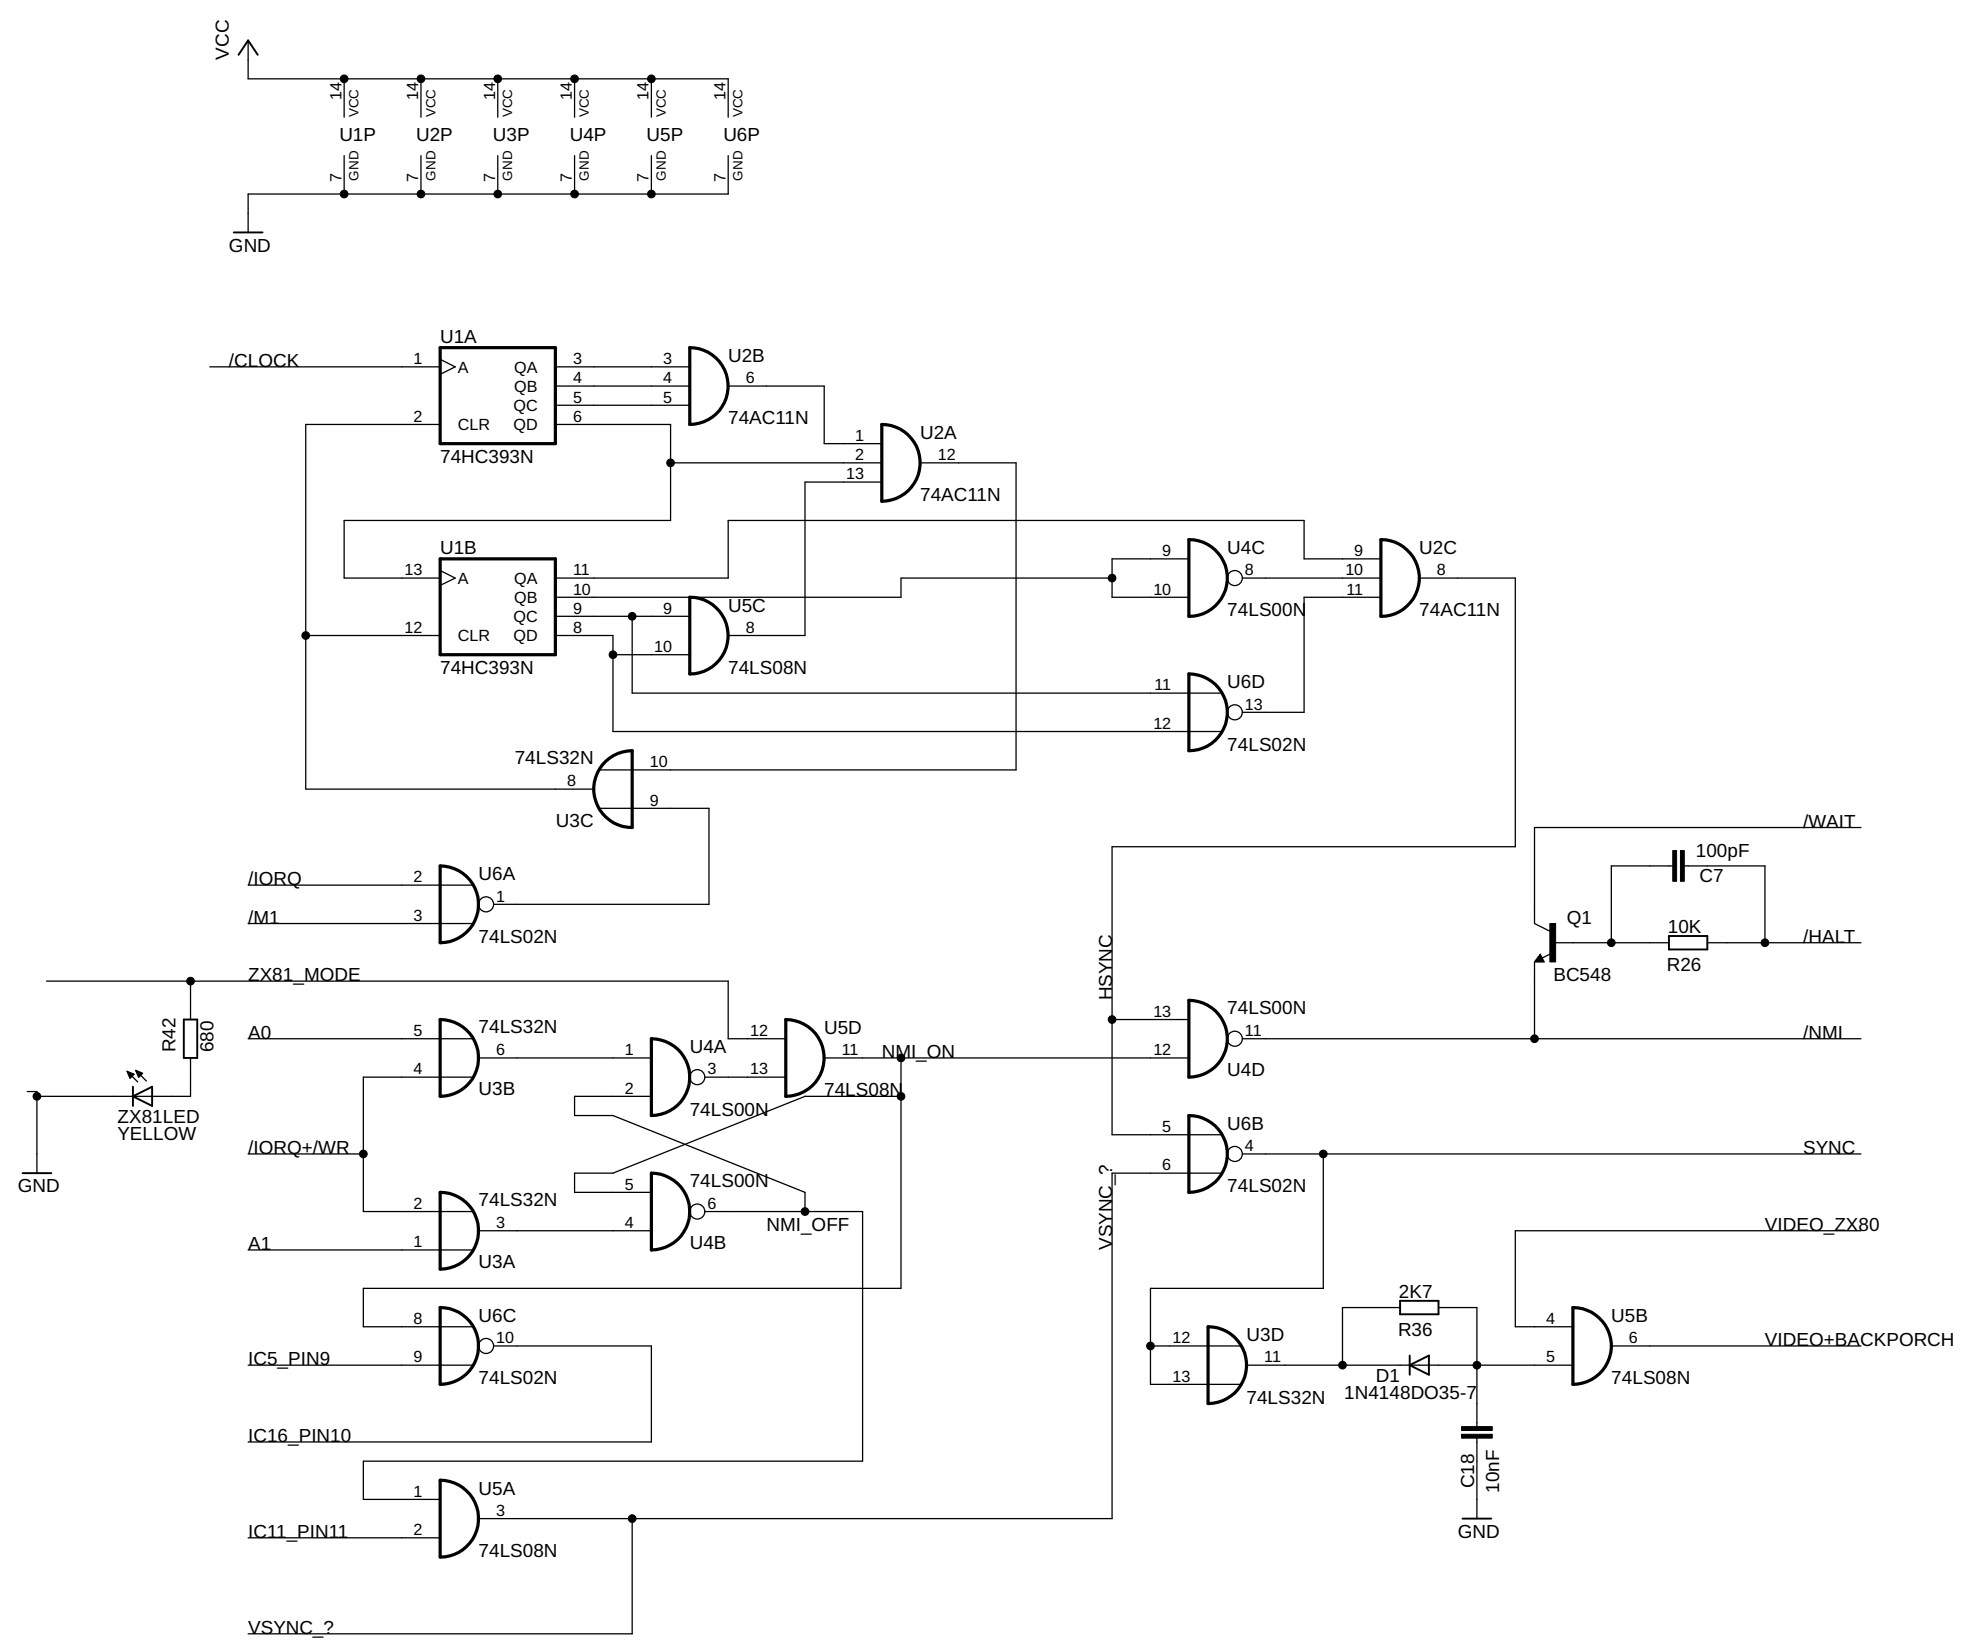 VCC
14 14 14 14 14 14
VCC VCC VCC VCC VCC VCC
U1P U2P U3P U4P U5P U6P
7 7 7 7 7 7
GND GND GND GND GND GND
GND
U1A
/CLOCK 1 A QA 3 3 U2B
QB 4 4 6
QC 5 5
2 CLR QD 6 74AC11N
74HC393N
U2A
1
2 12
13
74AC11N
U1B
13 A QA 11
QB 10
QC 9 9 U5C
12 CLR QD 8 8
10
74HC393N 74LS08N
9 U4C 9 U2C
8 10 8
10 11
74LS00N 74AC11N
11 U6D
13
12
74LS02N
74LS32N 10
8
9
U3C
/IORQ 2 U6A
1
/M1 3
74LS02N
/WAIT
100pF
C7
Q1 10K /HALT
BC548 R26
HSYNC
ZX81_MODE
R42 680
A0 5 74LS32N
6
4 U3B
1 U4A
3
2
74LS00N
12 U5D
11 NMI_ON
13
74LS08N
13 74LS00N
11 /NMI
12 U4D
ZX81LED
YELLOW
GND
/IORQ+/WR
2 74LS32N
3
A1 1 U3A
5 74LS00N
6
4 NMI_OFF
U4B
5 U6B
4 SYNC
6
74LS02N
VSYNC_?
VIDEO_ZX80
8 U6C
10
IC5_PIN9 9
74LS02N
IC16_PIN10
12 U3D
11
13
74LS32N
2K7
R36
D1
1N4148DO35-7
4 U5B
6 VIDEO+BACKPORCH
5
74LS08N
C18 10nF
GND
1 U5A
3
IC11_PIN11 2
74LS08N
VSYNC_?